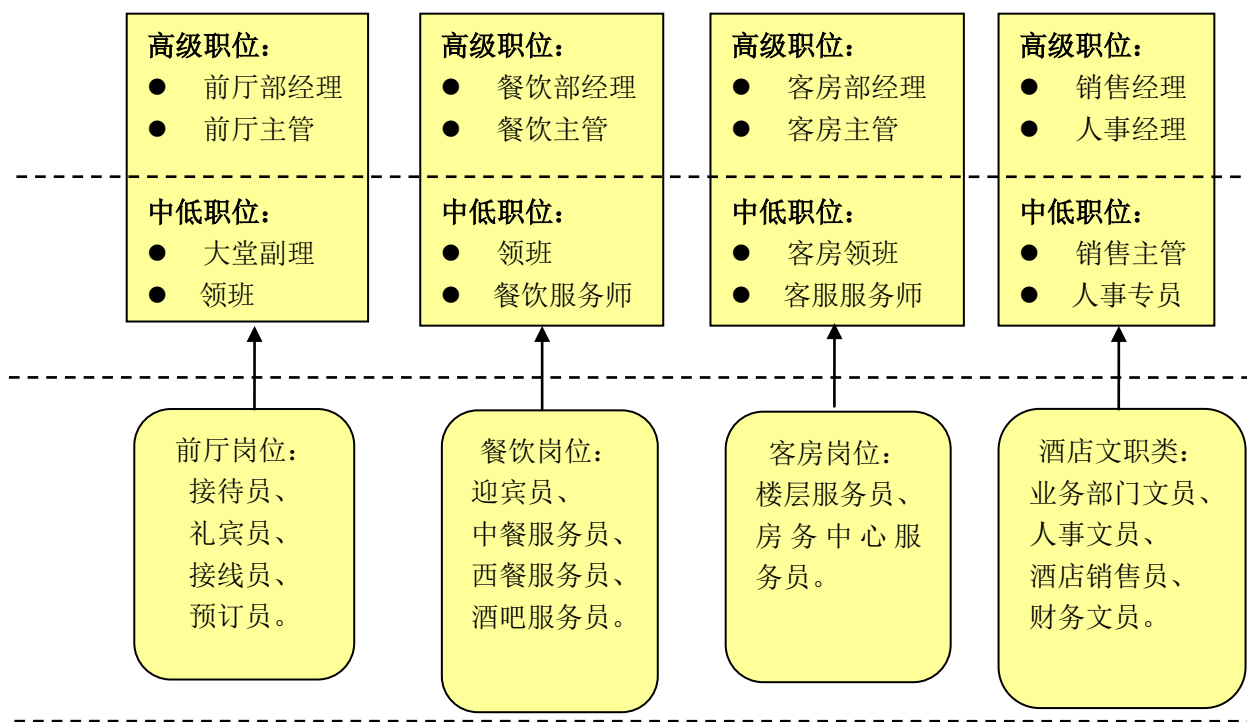 高级职位：
● 前厅部经理
● 前厅主管
中低职位：
● 大堂副理
● 领班
高级职位：
● 餐饮部经理
● 餐饮主管
中低职位：
● 领班
● 餐饮服务师
高级职位：
● 客房部经理
● 客房主管
中低职位：
● 客房领班
● 客服服务师
高级职位：
● 销售经理
● 人事经理
中低职位：
● 销售主管
● 人事专员
前厅岗位：
接待员、
礼宾员、
接线员、
预订员。
餐饮岗位：
迎宾员、
中餐服务员、
西餐服务员、
酒吧服务员。
客房岗位：
楼层服务员、
房务中心服
务员。
酒店文职类：
业务部门文员、
人事文员、
酒店销售员、
财务文员。